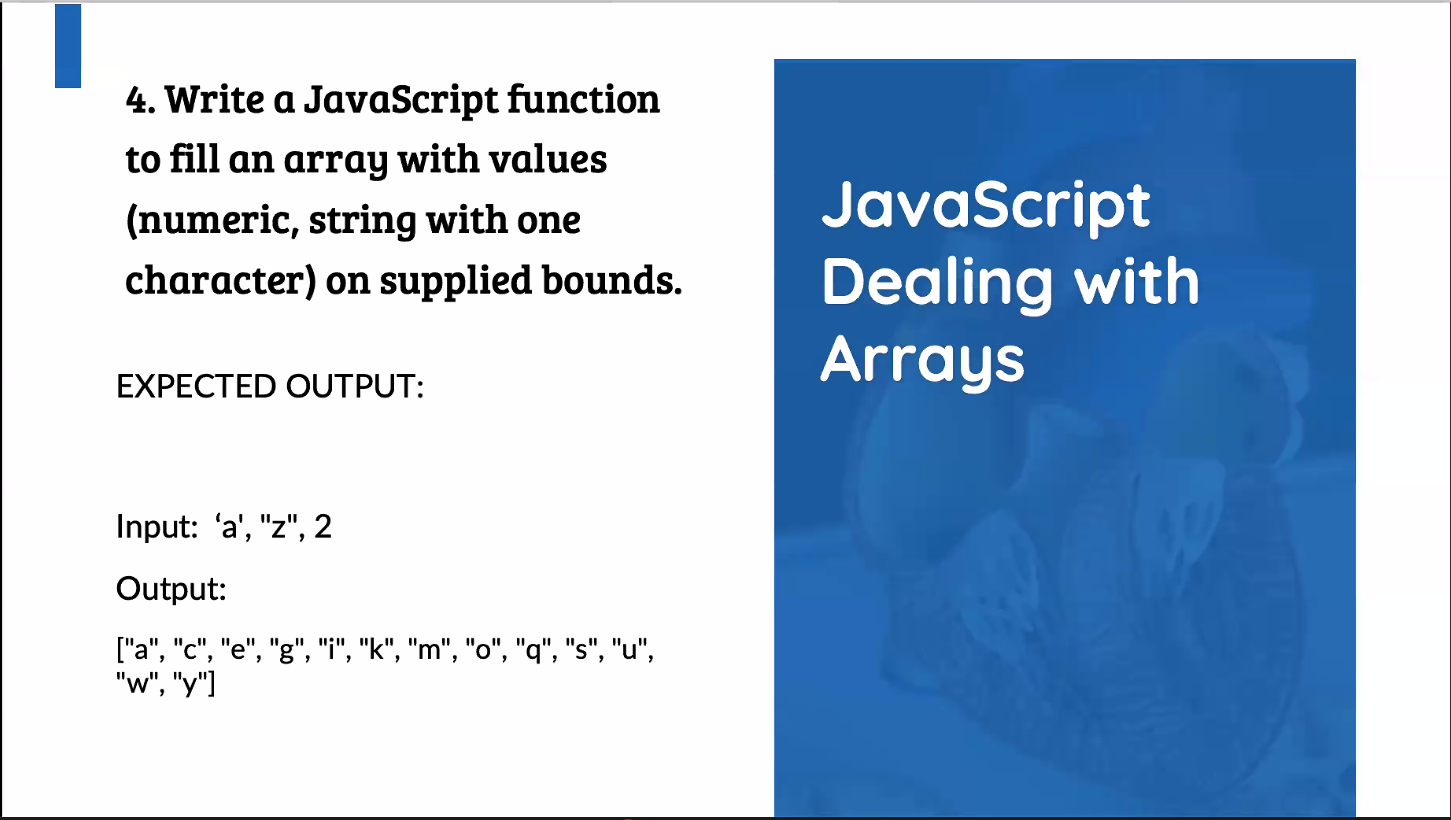 4. Write a JavaScript function
to fill an array with values
(numeric, string with one
character) on supplied bounds.
EXPECTED OUTPUT:
Input:  ‘a', "z", 2
Output:
["a", "c", "e", "g", "i", "k", "m", "o", "q", "s", "u",
"w", "y"]
JavaScript
Dealing with
Arrays